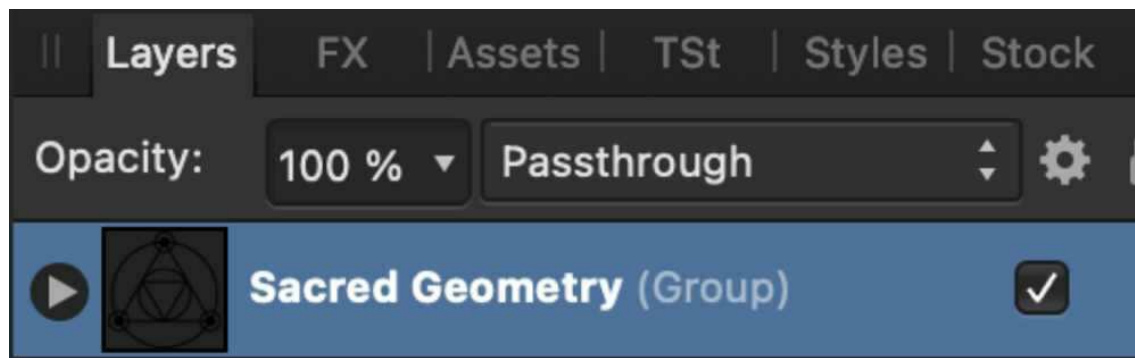 Layers FX Assets TSt Styles Stock
Opacity: 100 % Passthrough
Sacred Geometry (Group)